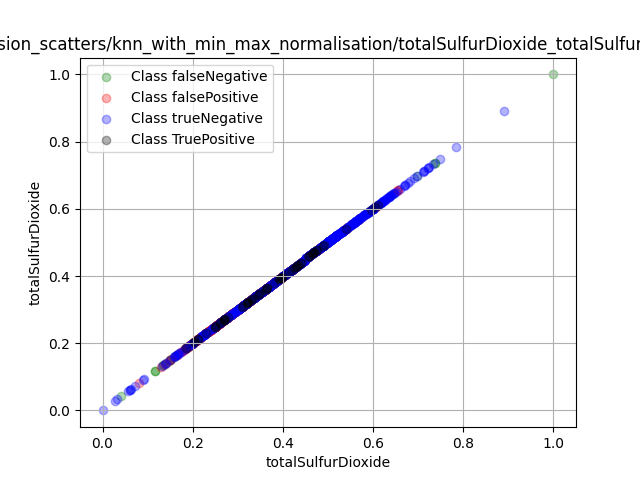 sion_scatters/knn_with_min_max_normalisation/totalSulfurDioxide_totalSulfur
Class falseNegative
Class falsePositive
Class trueNegative
Class TruePositive
totalSulfurDioxide
1.0
0.8
0.6
0.4
0.2
0.0
0.0 0.2 0.4 0.6 0.8 1.0
totalSulfurDioxide